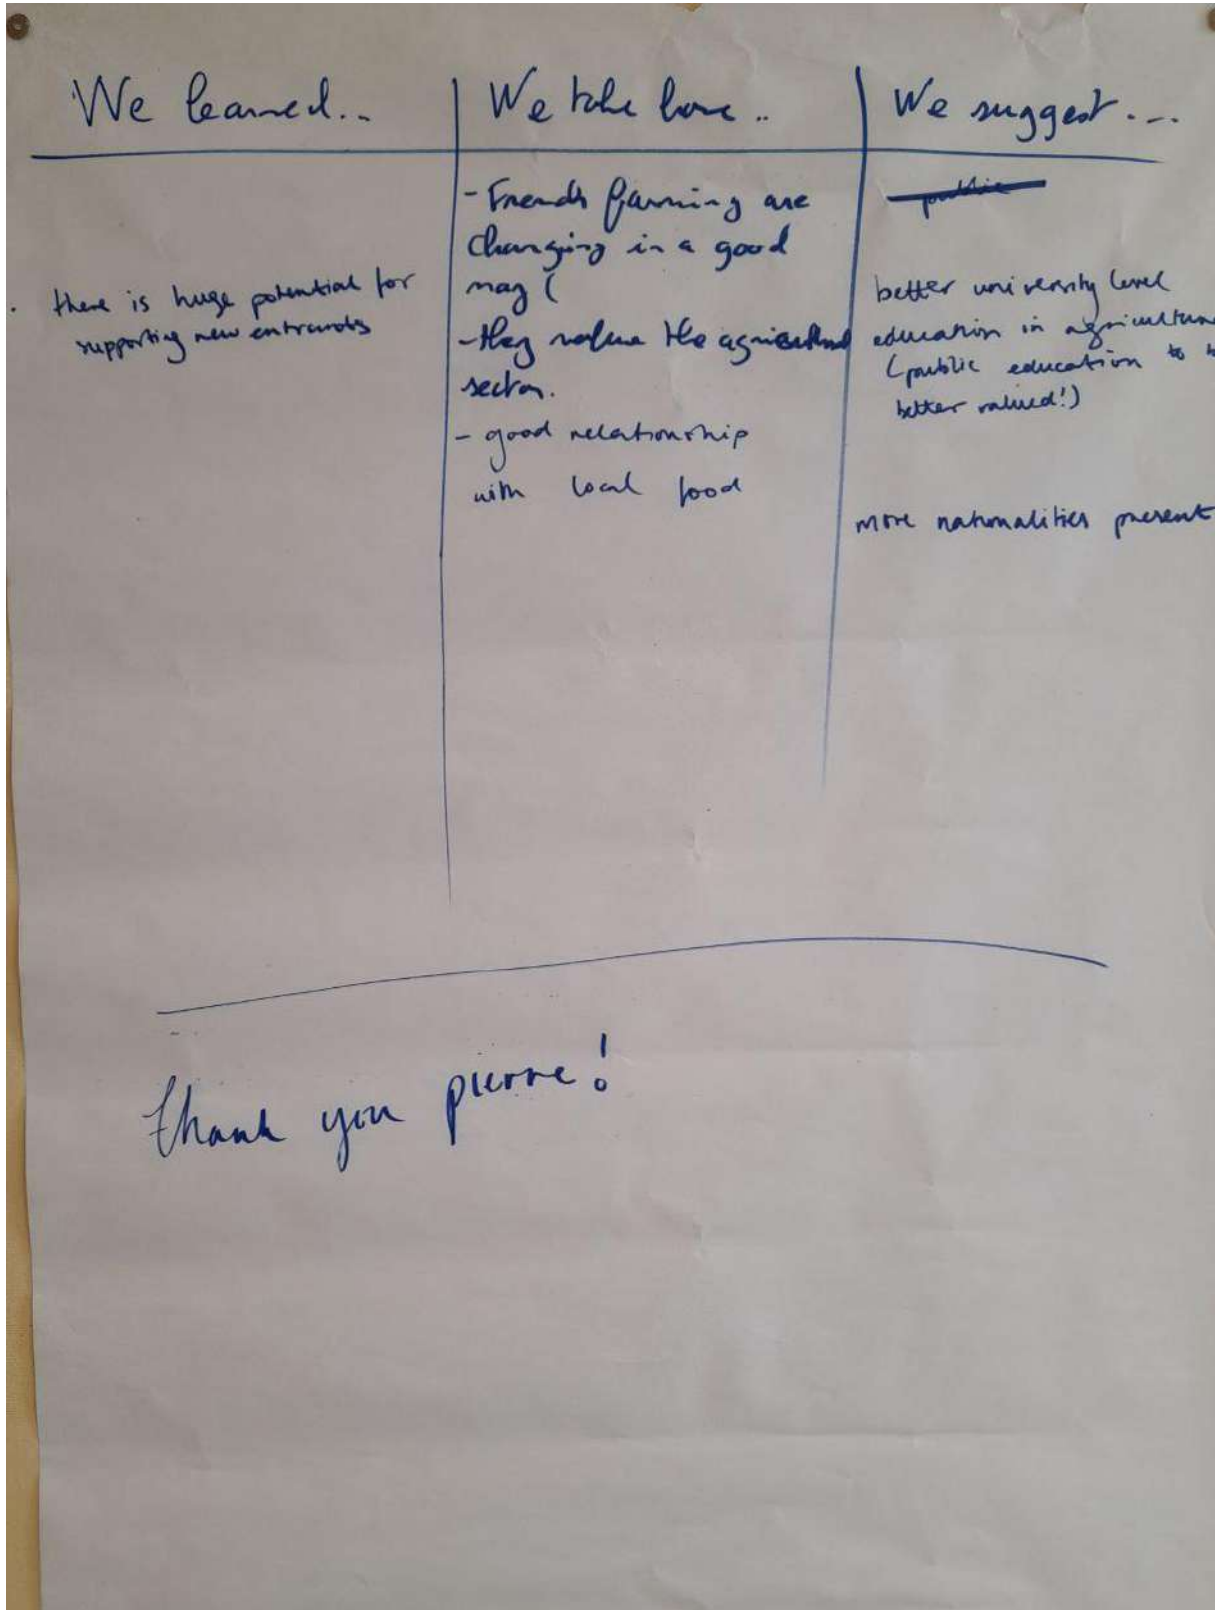 We learned...
We take home..
We suggest....
. there is huge potential for
supporting new entrants
- French farming are
changing in a good
way (
- they value the agricultural
sector.
- good relationship
with local food
public
better university level
education in agriculture
(public education to b
better valued!)
more nationalities present
Thank you pierre!